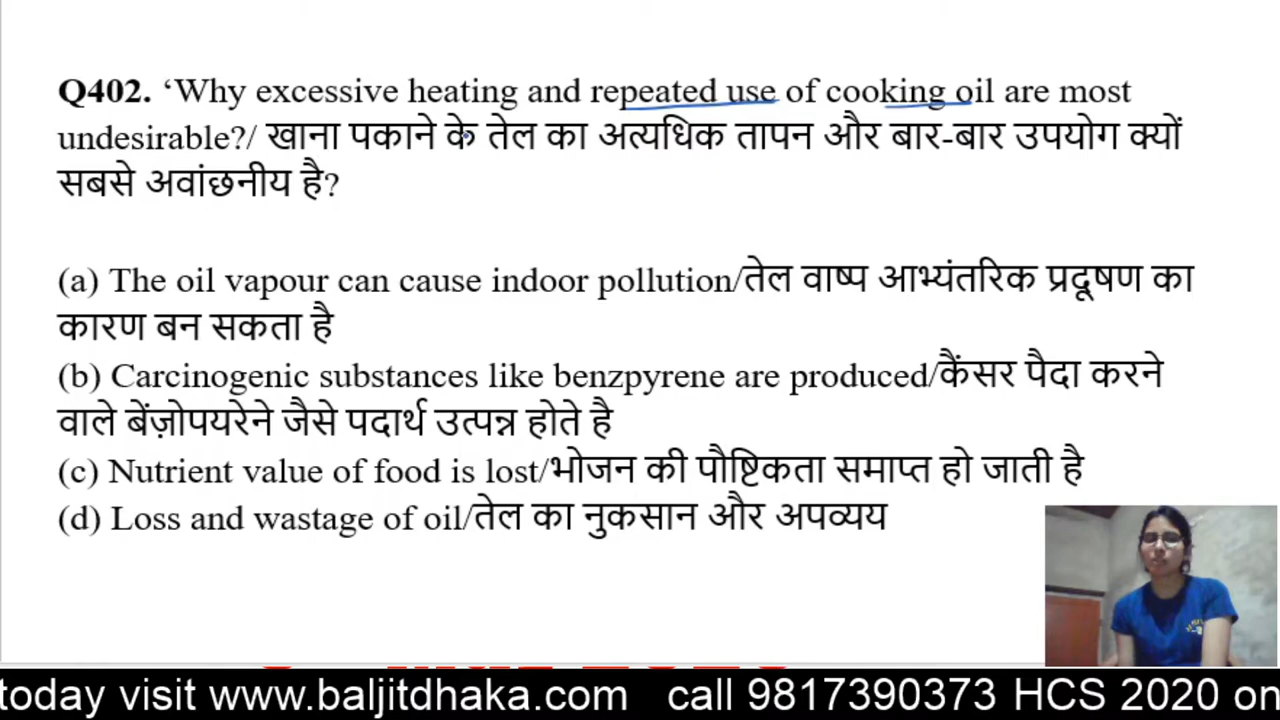 Q402. ‘Why excessive heating and repeated use of cooking oil are most
undesirable?/ खाना पकाने के तेल का अत्यधिक तापन और बार-बार उपयोग क्यों
सबसे अवांछनीय है?
(a) The oil vapour can cause indoor pollution/तेल वाष्प आभ्यंतरिक प्रदूषण का
कारण बन सकता है
(b) Carcinogenic substances like benzpyrene are produced/कैंसर पैदा करने
वाले बेंज़ोपयरेने जैसे पदार्थ उत्पन्न होते है
(c) Nutrient value of food is lost/भोजन की पौष्टिकता समाप्त हो जाती है
(d) Loss and wastage of oil/तेल का नुकसान और अपव्यय
today visit www.baljitdhaka.com call 9817390373 HCS 2020 on